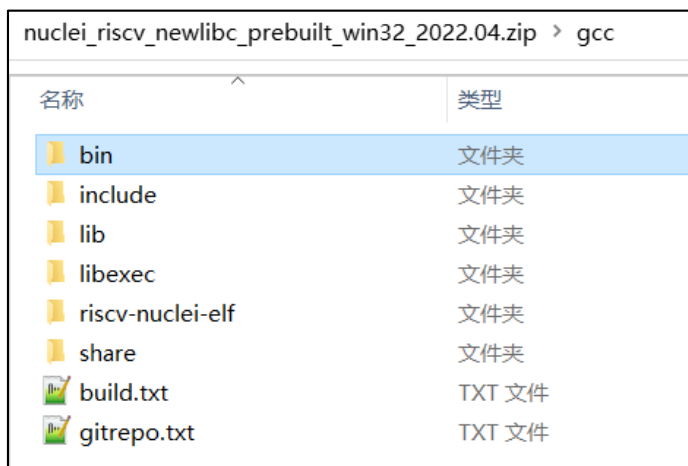 nuclei_riscv_newlibc_prebuilt_win32_2022.04.zip > gcc
名称 类型
bin 文件夹
include 文件夹
lib 文件夹
libexec 文件夹
riscv-nuclei-elf 文件夹
share 文件夹
build.txt TXT 文件
gitrepo.txt TXT 文件